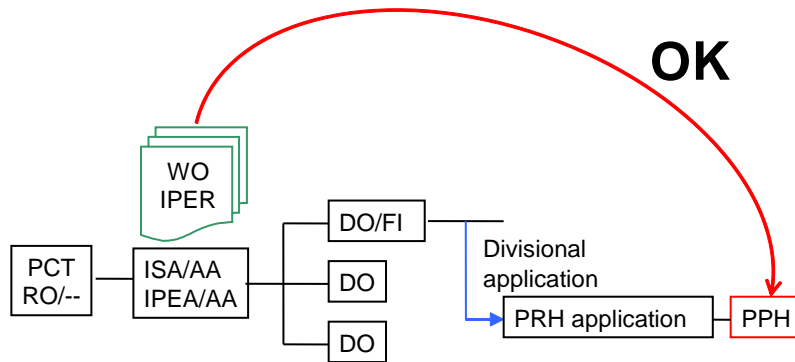 OK
WO
IPER
DO/FI
Divisional
application
PCT
RO/--
ISA/AA
IPEA/AA
DO
PRH application
PPH
DO